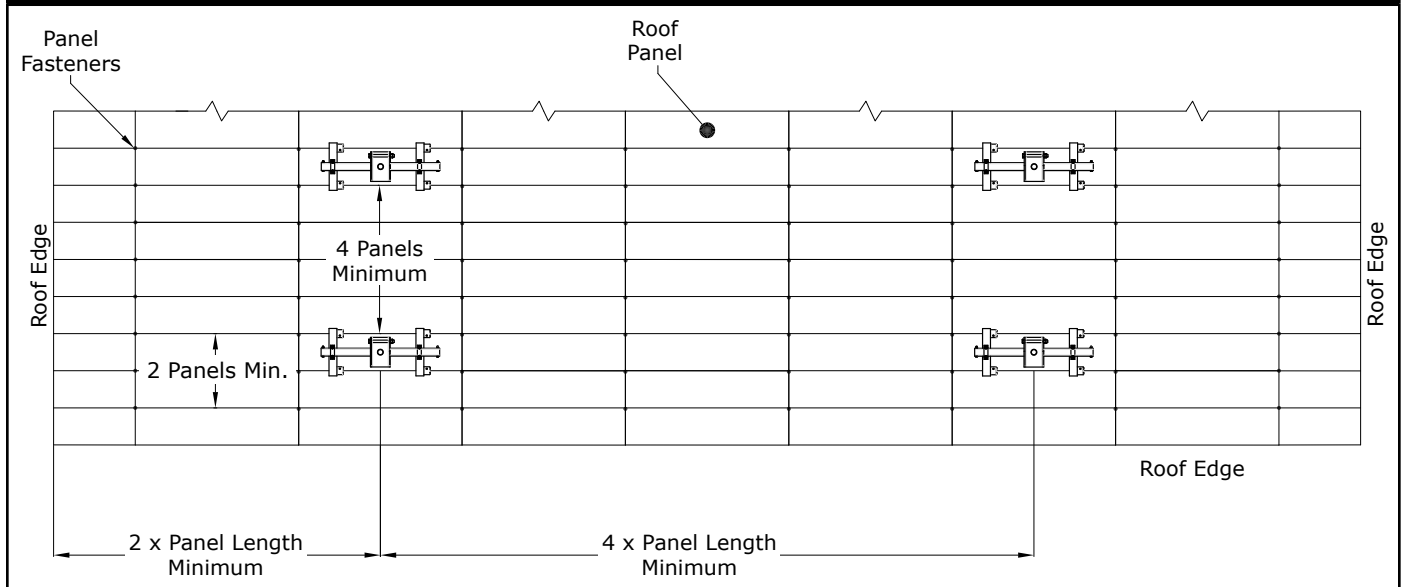 Panel
Fasteners
Roof
Panel
Roof Edge
4 Panels
Minimum
2 Panels Min.
Roof Edge
Roof Edge
2 x Panel Length
Minimum
4 x Panel Length
Minimum